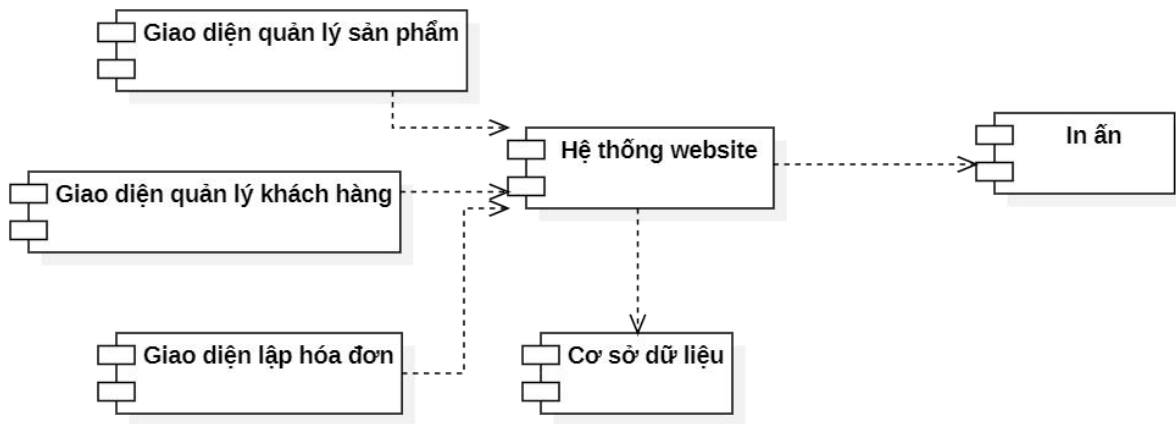 Giao diện quản lý sản phẩm
Hệ thống website
In ấn
Giao diện quản lý khách hàng
Giao diện lập hóa đơn
Cơ sở dữ liệu